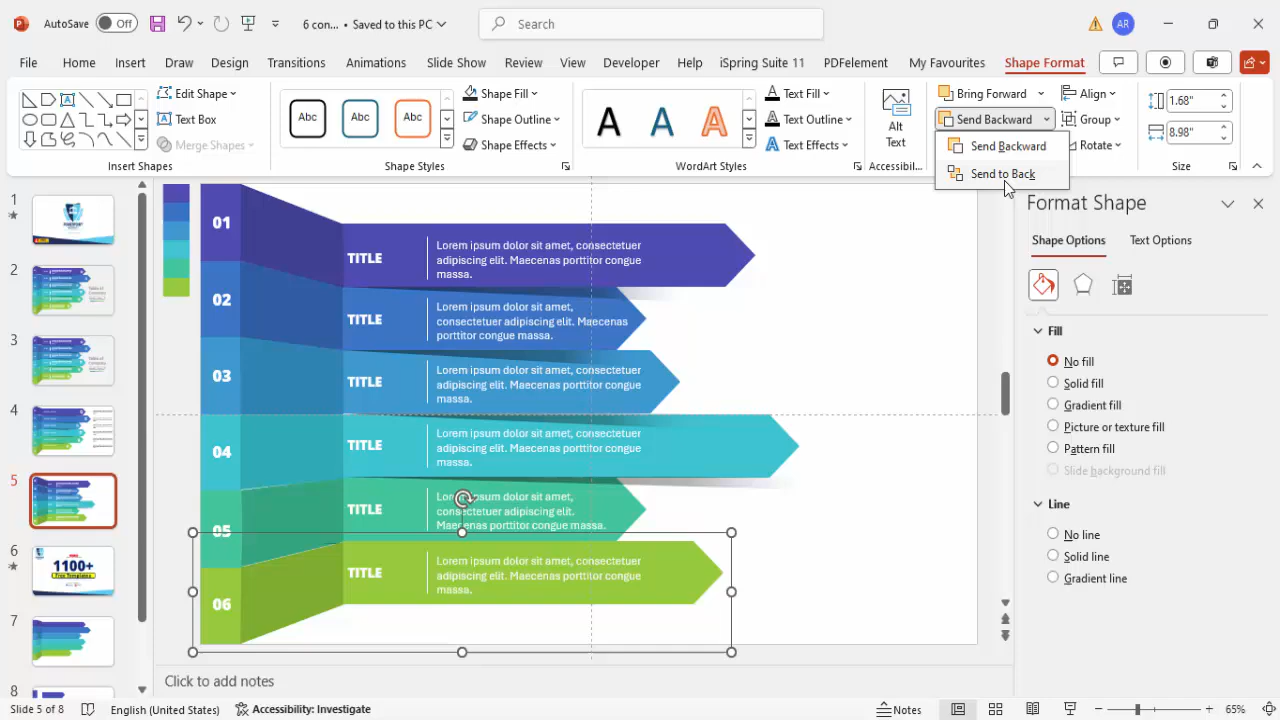 AutoSave
Off
6 con... • Saved to this PC
Search
AR
File
Home
Insert
Draw
Design
Transitions
Animations
Slide Show
Review
View
Developer
Help
iSpring Suite 11
PDFelement
My Favourites
Shape Format
Edit Shape
Text Box
Merge Shapes
Insert Shapes
Abc
Abc
Abc
Shape Fill
Shape Outline
Shape Effects
Shape Styles
A
A
A
Text Fill
Text Outline
Text Effects
WordArt Styles
Alt
Text
Accessibili...
Bring Forward
Send Backward
Send Backward
Send to Back
Align
Group
Rotate
1.68"
8.98"
Size
1
2
3
4
5
6
1100+
7
8
01
TITLE
Lorem ipsum dolor sit amet, consectetuer
adipiscing elit. Maecenas porttitor congue
massa.
02
TITLE
Lorem ipsum dolor sit amet,
consectetuer adipiscing elit. Maecenas
porttitor congue massa.
03
TITLE
Lorem ipsum dolor sit amet, consectetuer
adipiscing elit. Maecenas porttitor congue
massa.
04
TITLE
Lorem ipsum dolor sit amet, consectetuer
adipiscing elit. Maecenas porttitor congue
massa.
05
TITLE
Lorem ipsum dolor sit amet,
consectetuer adipiscing elit.
Maecenas porttitor congue massa.
06
TITLE
Lorem ipsum dolor sit amet, consectetuer
adipiscing elit. Maecenas porttitor congue
massa.
Format Shape
Shape Options
Text Options
Fill
No fill
Solid fill
Gradient fill
Picture or texture fill
Pattern fill
Slide background fill
Line
No line
Solid line
Gradient line
Click to add notes
Slide 5 of 8
English (United States)
Accessibility: Investigate
Notes
65%